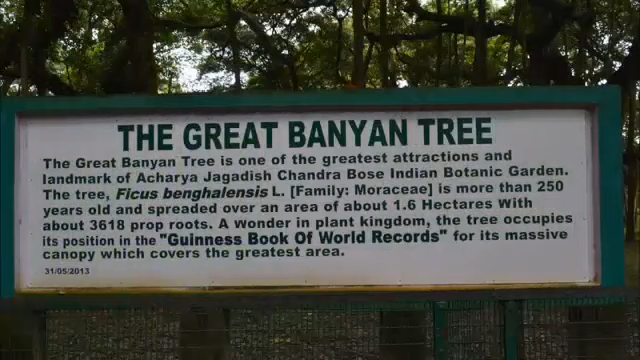 THE GREAT BANYAN TREE
The Great Banyan Tree is one of the greatest attractions and
landmark of Acharya Jagadish Chandra Bose Indian Botanic Garden.
The tree, Ficus benghalensis L. [Family: Moraceae] is more than 250
years old and spreaded over an area of about 1.6 Hectares With
about 3618 prop roots. A wonder in plant kingdom, the tree occupies
its position in the "Guinness Book Of World Records" for its massive
canopy which covers the greatest area.
31/05/2013